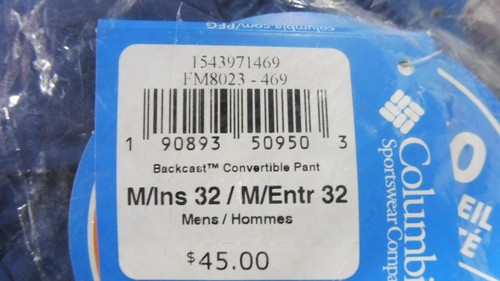 columbia.com/PFG
1543971469
FM8023 - 469
1 90893 50950 3
Backcast™ Convertible Pant
M/Ins 32 / M/Entr 32
Mens / Hommes
$45.00
Columbia
Sportswear Compa
O
EIL